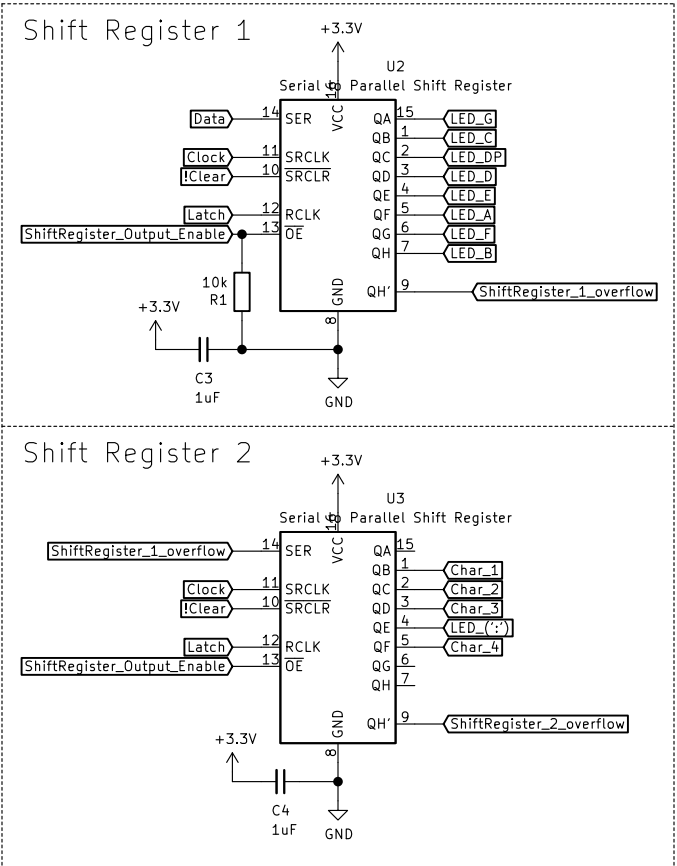 Shift Register 1
+3.3V
U2
Serial to Parallel Shift Register
16
VCC
Data 14 SER QA 15 LED_G
QB 1 LED_C
Clock 11 SRCLK QC 2 LED_DP
!Clear 10 SRCLR QD 3 LED_D
QE 4 LED_E
Latch 12 RCLK QF 5 LED_A
ShiftRegister_Output_Enable 13 OE QG 6 LED_F
QH 7 LED_B
10k
R1
GND
8
QH' 9 ShiftRegister_1_overflow
+3.3V
C3
1uF
GND
Shift Register 2
+3.3V
U3
Serial to Parallel Shift Register
16
VCC
ShiftRegister_1_overflow 14 SER QA 15
QB 1 Char_1
Clock 11 SRCLK QC 2 Char_2
!Clear 10 SRCLR QD 3 Char_3
QE 4 LED_(':')
Latch 12 RCLK QF 5 Char_4
ShiftRegister_Output_Enable 13 OE QG 6
QH 7
GND
8
QH' 9 ShiftRegister_2_overflow
+3.3V
C4
1uF
GND